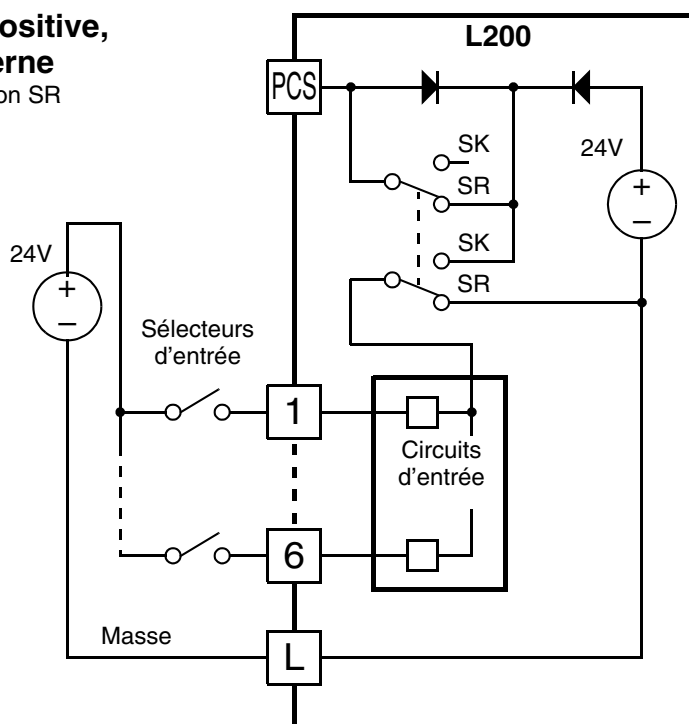 ositive,
erne
on SR
L200
PCS
SK
SR
24V
+
–
SK
SR
24V
+
–
Sélecteurs
d'entrée
1
Circuits
d'entrée
6
Masse
L